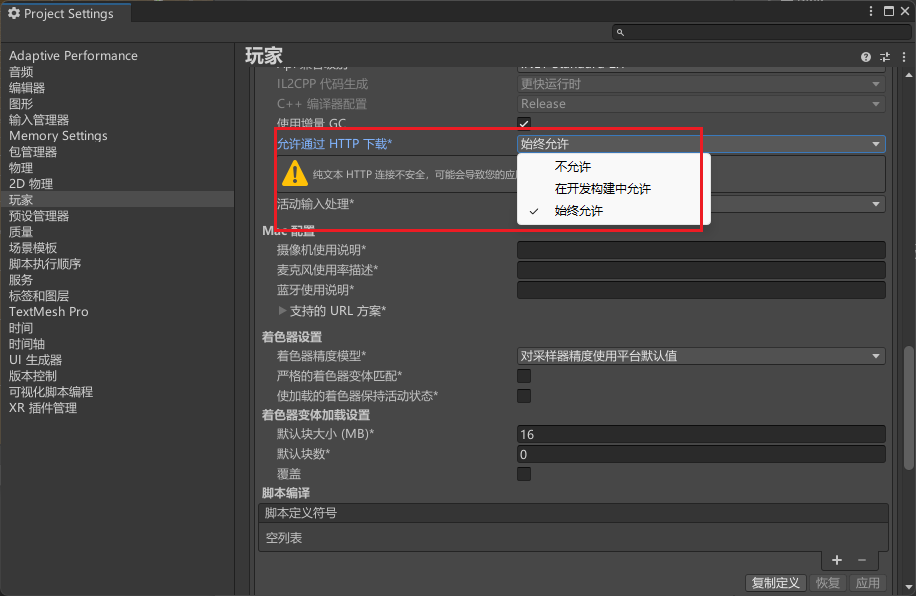 Project Settings
Adaptive Performance
音频
编辑器
图形
输入管理器
Memory Settings
包管理器
物理
2D 物理
玩家
预设管理器
质量
场景模板
脚本执行顺序
服务
标签和图层
TextMesh Pro
时间
时间轴
UI 生成器
版本控制
可视化脚本编程
XR 插件管理
玩家
IL2CPP 代码生成 更快运行时
C++ 编译器配置 Release
使用增量 GC
允许通过 HTTP 下载* 始终允许
纯文本 HTTP 连接不安全，可能会导致您的应
不允许
在开发构建中允许
始终允许
活动输入处理*
Mac 配置
摄像机使用说明*
麦克风使用率描述*
蓝牙使用说明*
支持的 URL 方案*
着色器设置
着色器精度模型* 对采样器精度使用平台默认值
严格的着色器变体匹配*
使加载的着色器保持活动状态*
着色器变体加载设置
默认块大小 (MB)* 16
默认块数* 0
覆盖
脚本编译
脚本定义符号
空列表
复制定义 恢复 应用